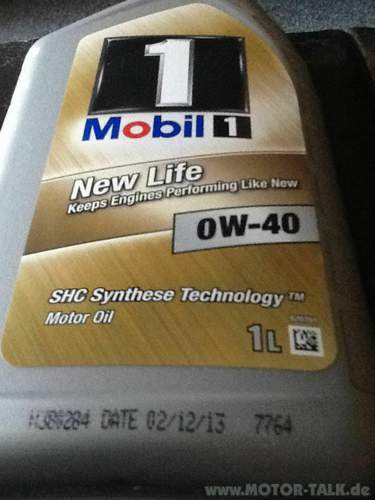 1
Mobil 1
New Life
Keeps Engines Performing Like New
0W-40
SHC Synthese Technology™
Motor Oil
1L
DATE 02/12/13 7764
www.MOTOR-TALK.de